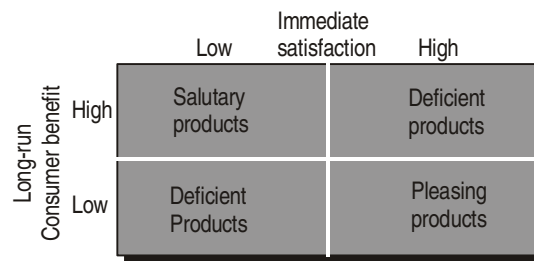 Immediate
Low satisfaction High
Long-run
Consumer benefit
High
Salutary
products
Deficient
products
Low
Deficient
Products
Pleasing
products